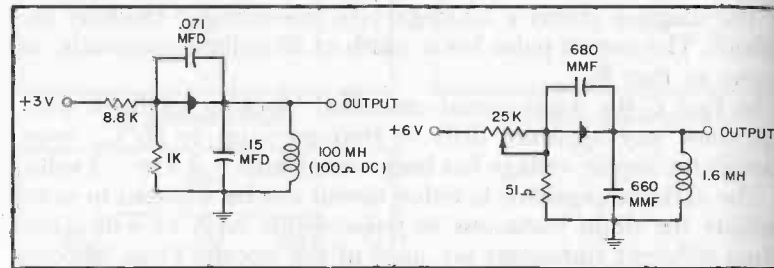 .071
MFD
+3V
8.8K
OUTPUT
1K
.15
MFD
100 MH
(100Ω DC)
680
MMF
+6V
25K
OUTPUT
51Ω
660
MMF
1.6 MH